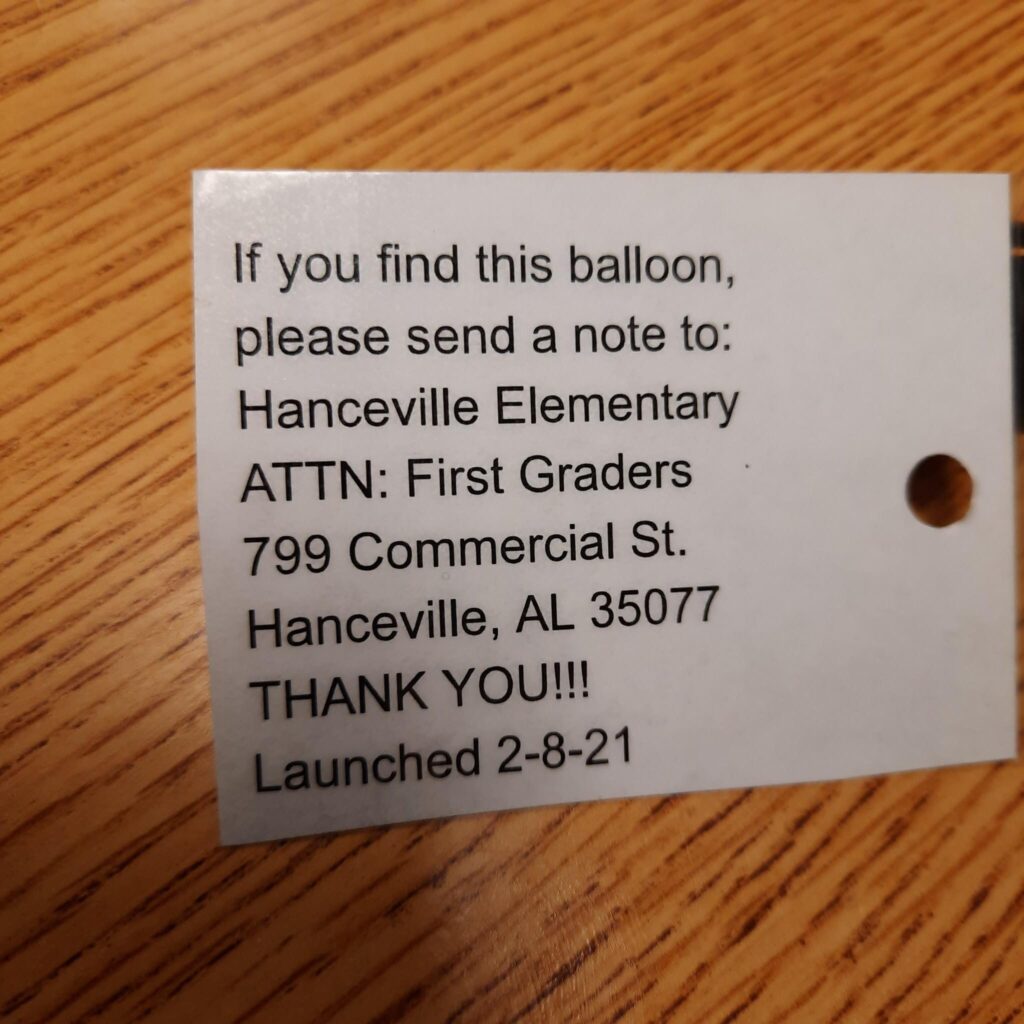 If you find this balloon,
please send a note to:
Hanceville Elementary
ATTN: First Graders
799 Commercial St.
Hanceville, AL 35077
THANK YOU!!!
Launched 2-8-21